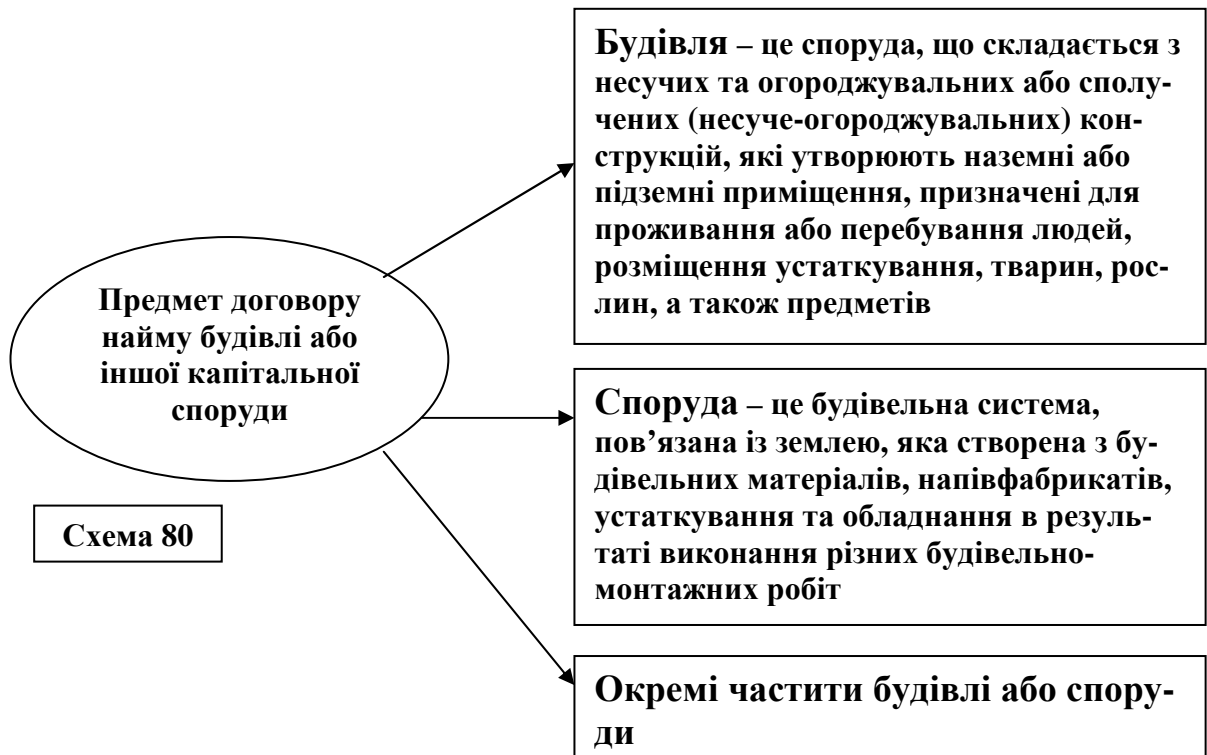 Будівля – це споруда, що складається з
несучих та огороджувальних або сполу-
чених (несуче-огороджувальних) кон-
струкцій, які утворюють наземні або
підземні приміщення, призначені для
проживання або перебування людей,
розміщення устаткування, тварин, рос-
лин, а також предметів
Предмет договору
найму будівлі або
іншої капітальної
споруди
Споруда – це будівельна система,
пов’язана із землею, яка створена з бу-
дівельних матеріалів, напівфабрикатів,
устаткування та обладнання в резуль-
таті виконання різних будівельно-
монтажних робіт
Схема 80
Окремі частити будівлі або спору-
ди